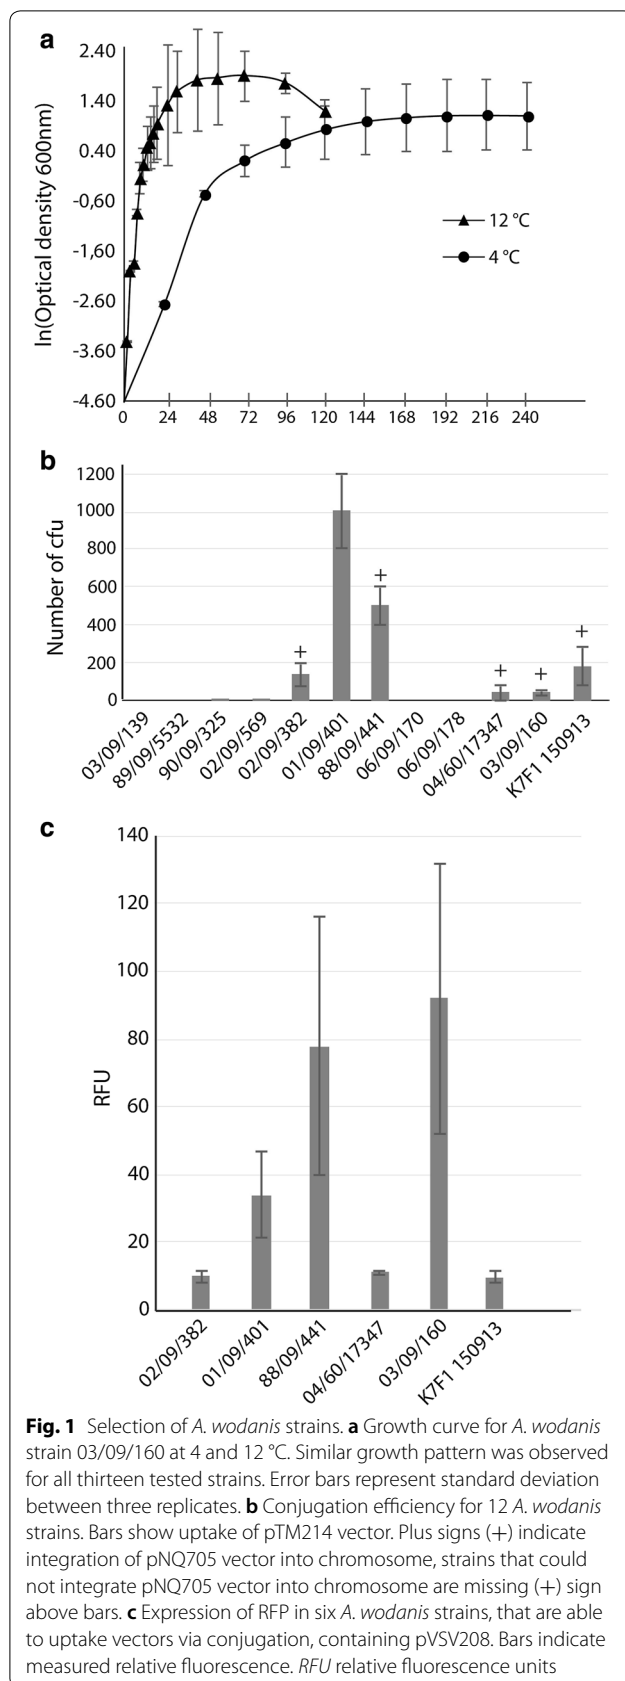 a
2.40
1.40
0.40
-0.60
-1.60
-2.60
-3.60
-4.60
ln(Optical density 600nm)
12 °C
4 °C
0 24 48 72 96 120 144 168 192 216 240
b
1200
1000
800
600
400
200
0
Number of cfu
+ + + + +
03/09/139
89/09/5532
90/09/325
02/09/569
02/09/382
01/09/401
88/09/441
06/09/170
06/09/178
04/60/17347
03/09/160
K7F1 150913
c
140
120
100
80
60
40
20
0
RFU
02/09/382
01/09/401
88/09/441
04/60/17347
03/09/160
K7F1 150913
Fig. 1 Selection of A. wodanis strains. a Growth curve for A. wodanis
strain 03/09/160 at 4 and 12 °C. Similar growth pattern was observed
for all thirteen tested strains. Error bars represent standard deviation
between three replicates. b Conjugation efficiency for 12 A. wodanis
strains. Bars show uptake of pTM214 vector. Plus signs (+) indicate
integration of pNQ705 vector into chromosome, strains that could
not integrate pNQ705 vector into chromosome are missing (+) sign
above bars. c Expression of RFP in six A. wodanis strains, that are able
to uptake vectors via conjugation, containing pVSV208. Bars indicate
measured relative fluorescence. RFU relative fluorescence units